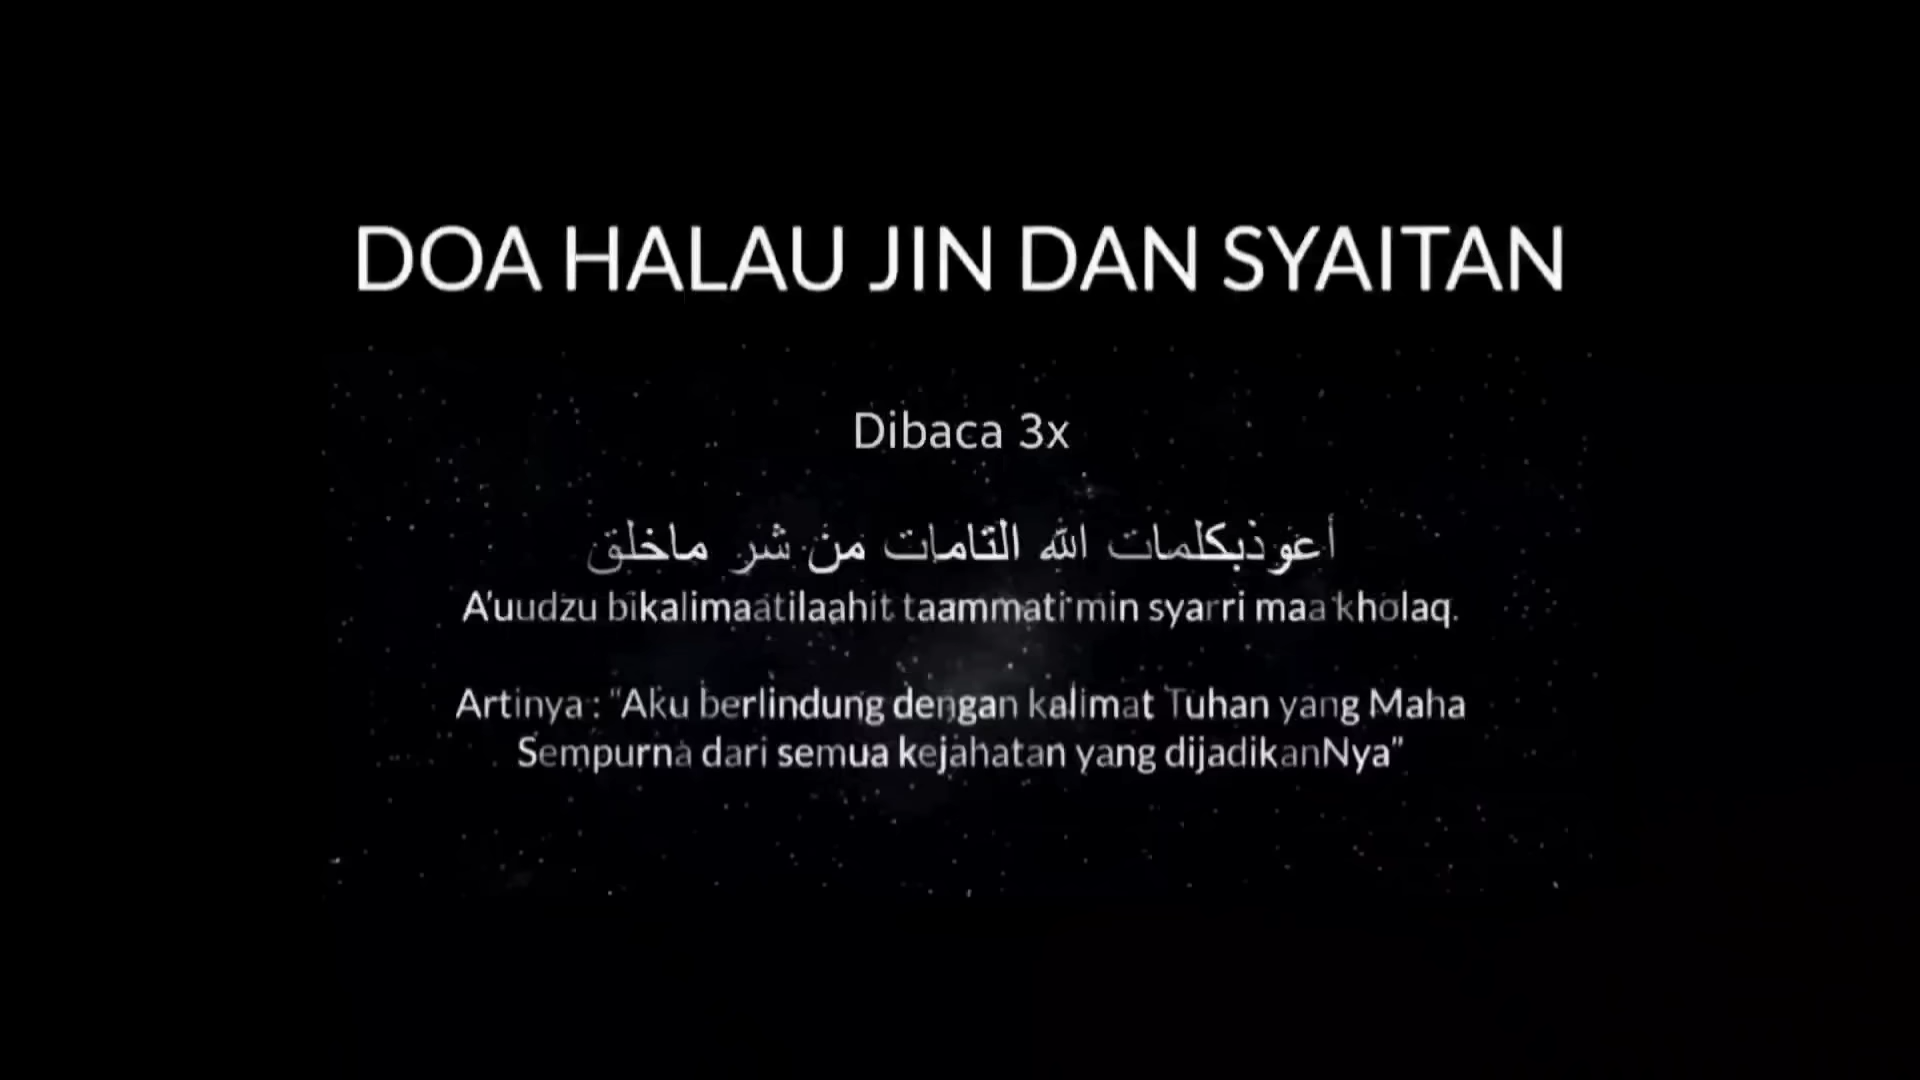 DOA HALAU JIN DAN SYAITAN
Dibaca 3x
أعوذبكلمات الله التامات من شر ماخلق
A'uudzu bikalimaatilaahit taammati min syarri maa kholaq.
Artinya : "Aku berlindung dengan kalimat Tuhan yang Maha
Sempurna dari semua kejahatan yang dijadikanNya"